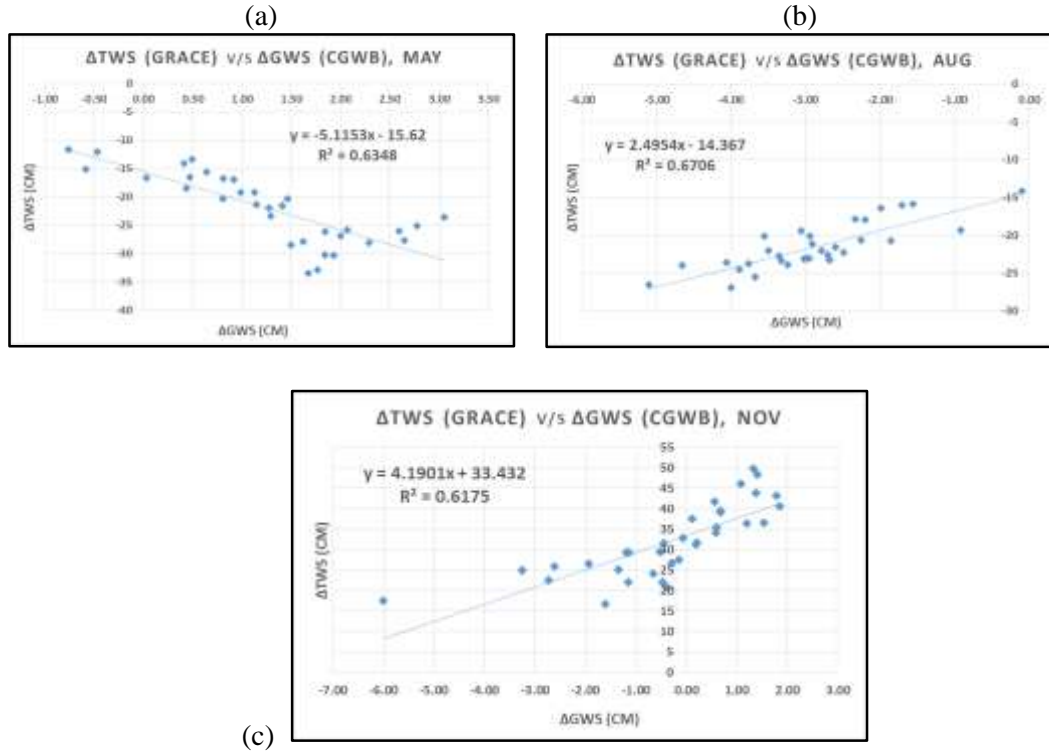 (a)
ΔTWS (GRACE) v/s ΔGWS (CGWB), MAY
0
-1.00 -0.50 0.00 0.50 1.00 1.50 2.00 2.50 3.00 3.50
-5
y = -5.1153x - 15.62
R² = 0.6348
-10
-15
-20
-25
-30
-35
-40
ΔTWS (CM)
ΔGWS (CM)
(b)
ΔTWS (GRACE) v/s ΔGWS (CGWB), AUG
0
-6.00 -5.00 -4.00 -3.00 -2.00 -1.00 0.00
-5
y = 2.4954x - 14.367
R² = 0.6706
-10
-15
-20
-25
-30
ΔTWS (CM)
ΔGWS (CM)
ΔTWS (GRACE) v/s ΔGWS (CGWB), NOV
55
50
y = 4.1901x + 33.432
R² = 0.6175
45
40
35
30
25
20
15
10
5
0
ΔTWS (CM)
-7.00 -6.00 -5.00 -4.00 -3.00 -2.00 -1.00 0.00 1.00 2.00 3.00
ΔGWS (CM)
(c)